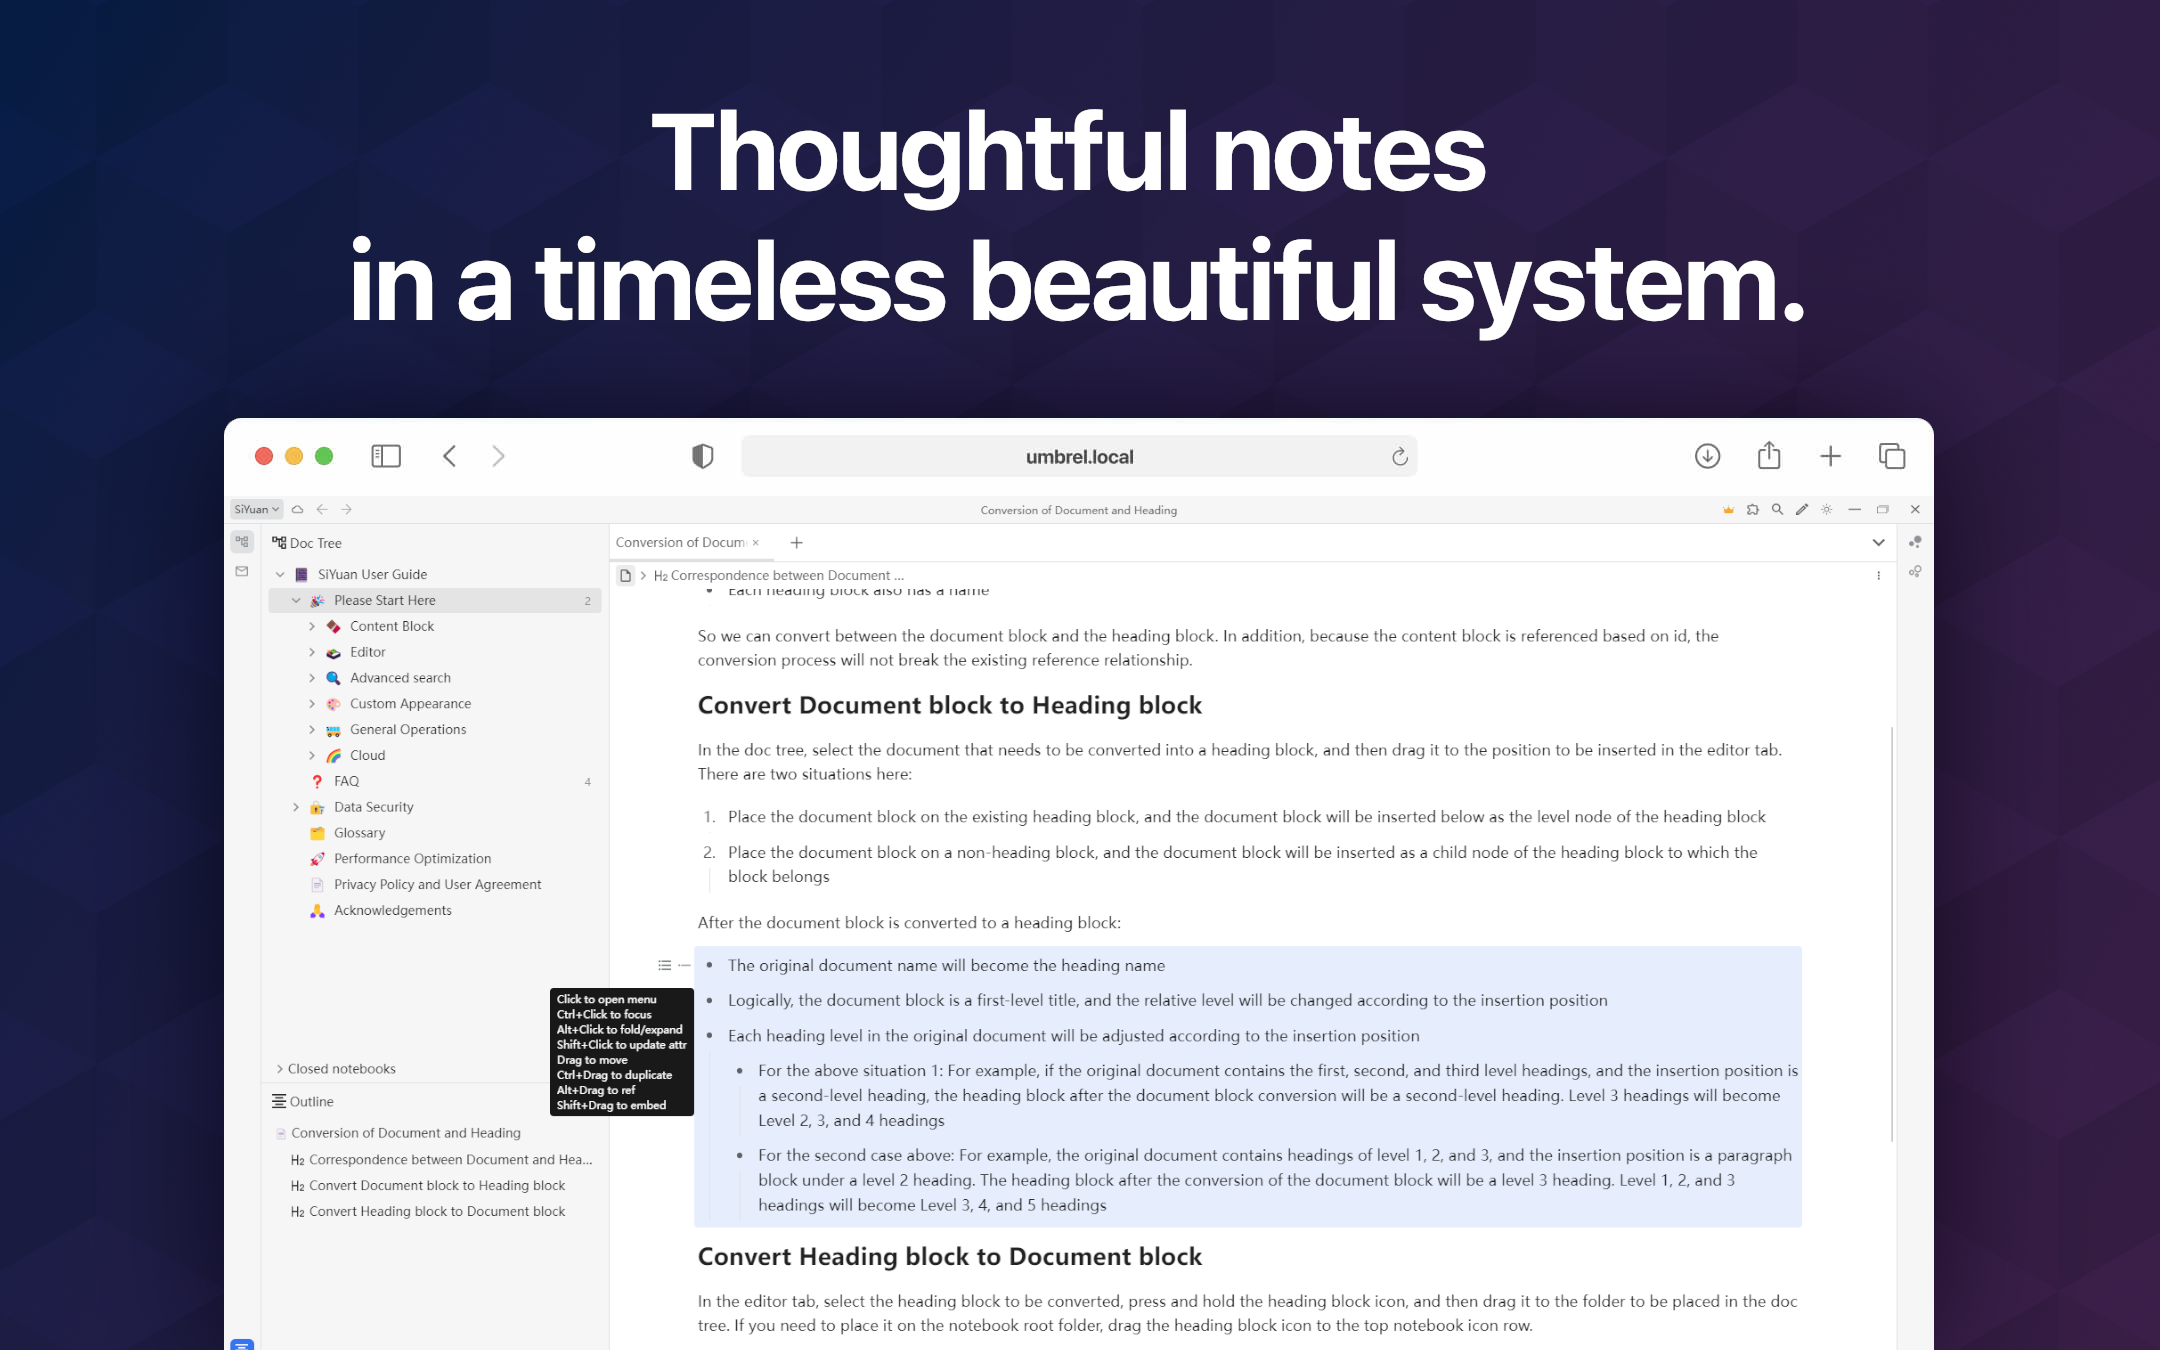 Thoughtful notes
in a timeless beautiful system.
umbrel.local
SiYuan
Conversion of Document and Heading
Doc Tree
SiYuan User Guide
Please Start Here 2
Content Block
Editor
Advanced search
Custom Appearance
General Operations
Cloud
FAQ 4
Data Security
Glossary
Performance Optimization
Privacy Policy and User Agreement
Acknowledgements
Closed notebooks
Outline
Conversion of Document and Heading
H2 Correspondence between Document and Hea...
H2 Convert Document block to Heading block
H2 Convert Heading block to Document block
Click to open menu
Ctrl+Click to focus
Alt+Click to fold/expand
Shift+Click to update attr
Drag to move
Ctrl+Drag to duplicate
Alt+Drag to ref
Shift+Drag to embed
Conversion of Docum
H2 Correspondence between Document ...
• Each heading block also has a name
So we can convert between the document block and the heading block. In addition, because the content block is referenced based on id, the
conversion process will not break the existing reference relationship.
Convert Document block to Heading block
In the doc tree, select the document that needs to be converted into a heading block, and then drag it to the position to be inserted in the editor tab.
There are two situations here:
1. Place the document block on the existing heading block, and the document block will be inserted below as the level node of the heading block
2. Place the document block on a non-heading block, and the document block will be inserted as a child node of the heading block to which the
block belongs
After the document block is converted to a heading block:
• The original document name will become the heading name
• Logically, the document block is a first-level title, and the relative level will be changed according to the insertion position
• Each heading level in the original document will be adjusted according to the insertion position
• For the above situation 1: For example, if the original document contains the first, second, and third level headings, and the insertion position is
a second-level heading, the heading block after the document block conversion will be a second-level heading. Level 3 headings will become
Level 2, 3, and 4 headings
• For the second case above: For example, the original document contains headings of level 1, 2, and 3, and the insertion position is a paragraph
block under a level 2 heading. The heading block after the conversion of the document block will be a level 3 heading. Level 1, 2, and 3
headings will become Level 3, 4, and 5 headings
Convert Heading block to Document block
In the editor tab, select the heading block to be converted, press and hold the heading block icon, and then drag it to the folder to be placed in the doc
tree. If you need to place it on the notebook root folder, drag the heading block icon to the top notebook icon row.